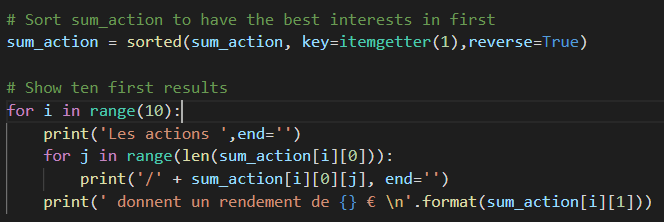 # Sort sum_action to have the best interests in first
sum_action = sorted(sum_action, key=itemgetter(1),reverse=True)

# Show ten first results
for i in range(10):
    print('Les actions ',end='')
    for j in range(len(sum_action[i][0])):
        print('/' + sum_action[i][0][j], end='')
    print(' donnent un rendement de {} € \n'.format(sum_action[i][1]))